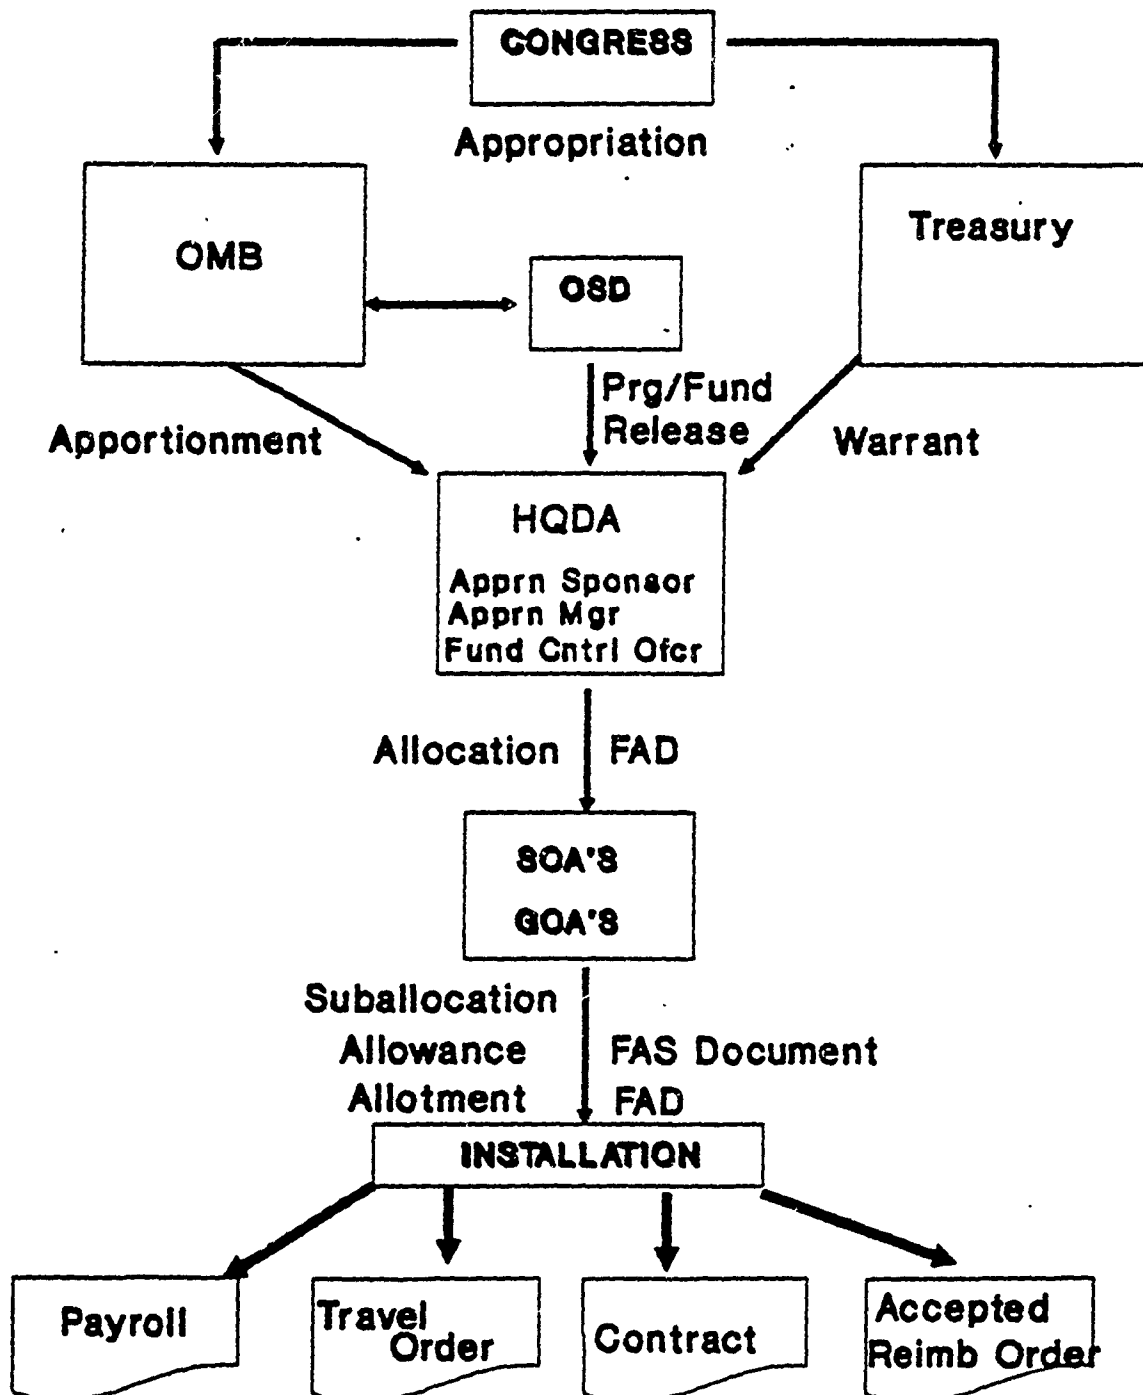 CONGRESS
Appropriation
OMB
OSD
Treasury
Prg/Fund
Release
Apportionment
Warrant
HQDA
Apprn Sponsor
Apprn Mgr
Fund Cntrl Ofcr
Allocation FAD
SOA'S
GOA'S
Suballocation
Allowance FAS Document
Allotment FAD
INSTALLATION
Payroll
Travel
Order
Contract
Accepted
Reimb Order